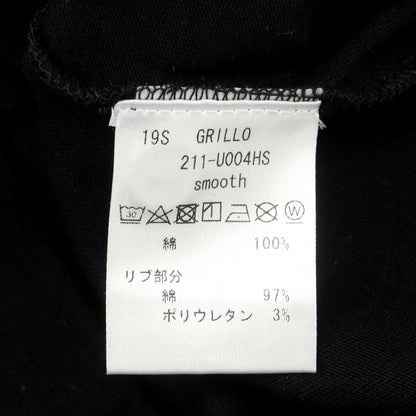 19S GRILLO
211-U004HS
smooth
30 W
綿 100%
リブ部分
綿 97%
ポリウレタン 3%